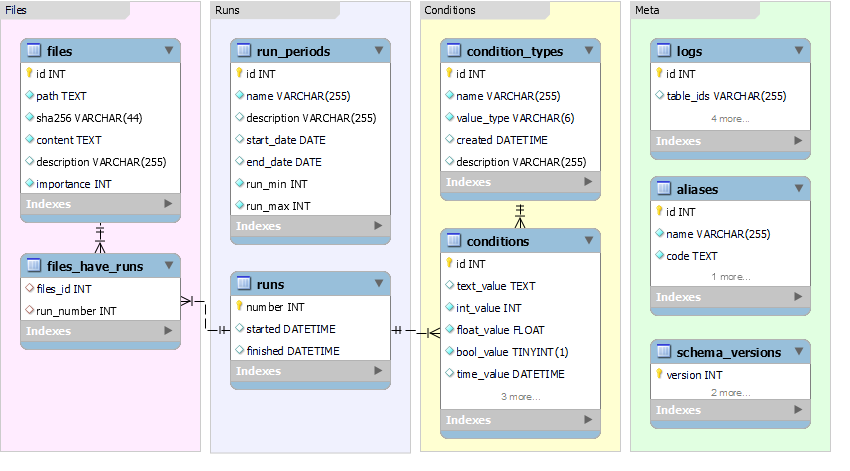 Files
files
id INT
path TEXT
sha256 VARCHAR(44)
content TEXT
description VARCHAR(255)
importance INT
Indexes
files_have_runs
files_id INT
run_number INT
Indexes
Runs
run_periods
id INT
name VARCHAR(255)
description VARCHAR(255)
start_date DATE
end_date DATE
run_min INT
run_max INT
Indexes
runs
number INT
started DATETIME
finished DATETIME
Indexes
Conditions
condition_types
id INT
name VARCHAR(255)
value_type VARCHAR(6)
created DATETIME
description VARCHAR(255)
Indexes
conditions
id INT
text_value TEXT
int_value INT
float_value FLOAT
bool_value TINYINT(1)
time_value DATETIME
3 more...
Indexes
Meta
logs
id INT
table_ids VARCHAR(255)
4 more...
Indexes
aliases
id INT
name VARCHAR(255)
code TEXT
1 more...
Indexes
schema_versions
version INT
2 more...
Indexes